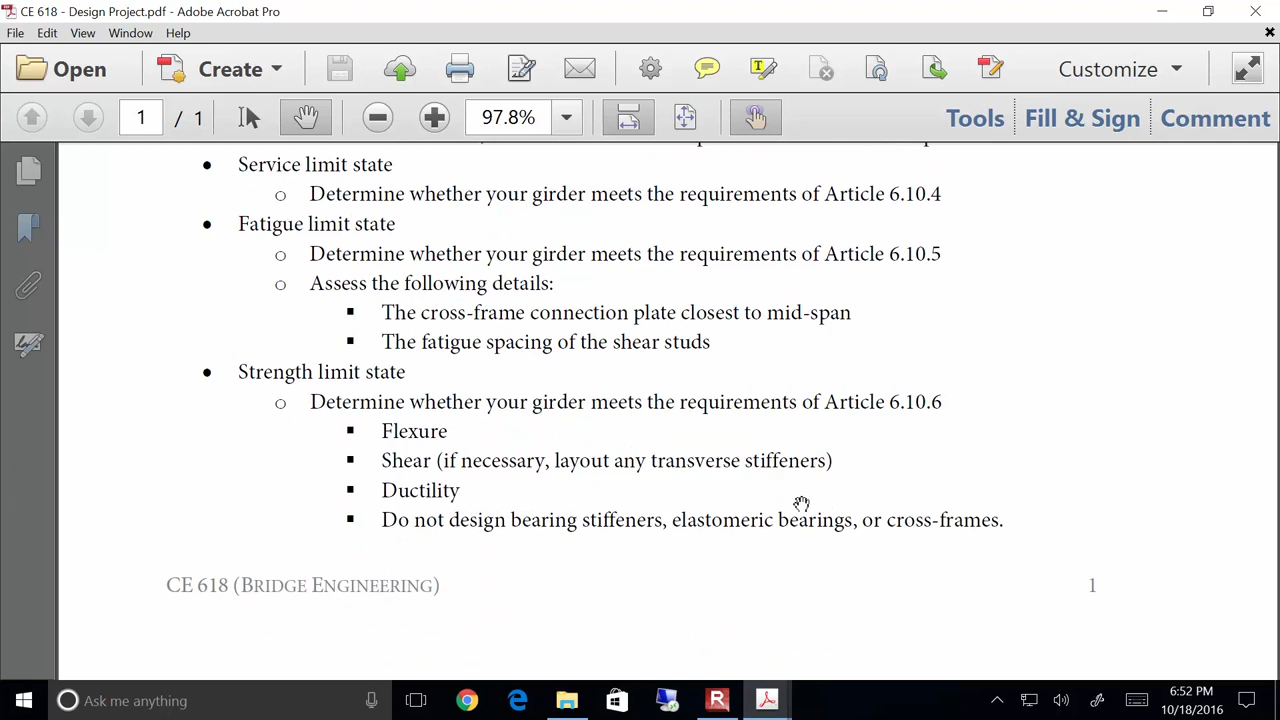 CE 618 - Design Project.pdf - Adobe Acrobat Pro
File Edit View Window Help
Open Create Customize
1 / 1 97.8% Tools Fill & Sign Comment
• Service limit state
o Determine whether your girder meets the requirements of Article 6.10.4
• Fatigue limit state
o Determine whether your girder meets the requirements of Article 6.10.5
o Assess the following details:
▪ The cross-frame connection plate closest to mid-span
▪ The fatigue spacing of the shear studs
• Strength limit state
o Determine whether your girder meets the requirements of Article 6.10.6
▪ Flexure
▪ Shear (if necessary, layout any transverse stiffeners)
▪ Ductility
▪ Do not design bearing stiffeners, elastomeric bearings, or cross-frames.
CE 618 (BRIDGE ENGINEERING) 1
Ask me anything
6:52 PM
10/18/2016